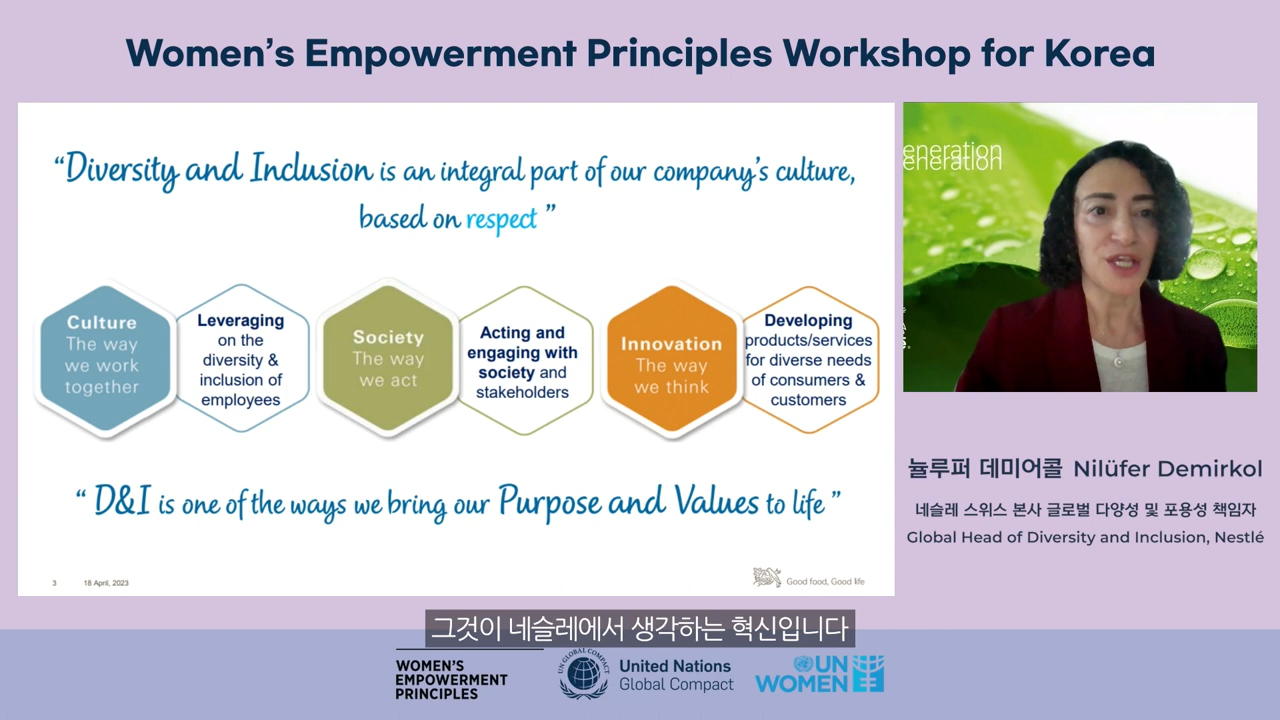 Women's Empowerment Principles Workshop for Korea
“Diversity and Inclusion is an integral part of our company's culture,
based on respect ”
Culture
The way
we work
together
Leveraging
on the
diversity &
inclusion of
employees
Society
The way
we act
Acting and
engaging with
society and
stakeholders
Innovation
The way
we think
Developing
products/services
for diverse needs
of consumers &
customers
“ D&I is one of the ways we bring our Purpose and Values to life ”
3
18 April, 2023
Good food, Good life
eneration
eneration
뉼루퍼 데미어콜 Nilüfer Demirkol
네슬레 스위스 본사 글로벌 다양성 및 포용성 책임자
Global Head of Diversity and Inclusion, Nestlé
그것이 네슬레에서 생각하는 혁신입니다
WOMEN'S
EMPOWERMENT
PRINCIPLES
UN GLOBAL COMPACT
United Nations
Global Compact
UN
WOMEN